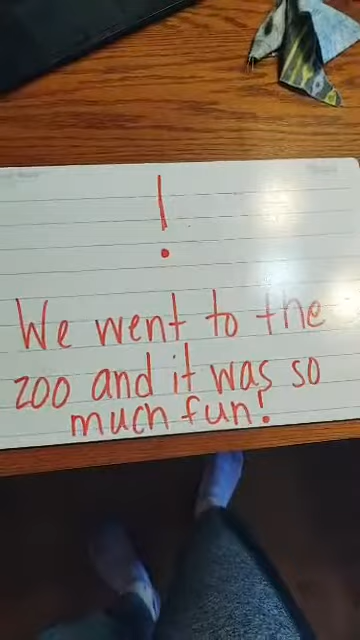 !
We went to the
zoo and it was so
much fun!